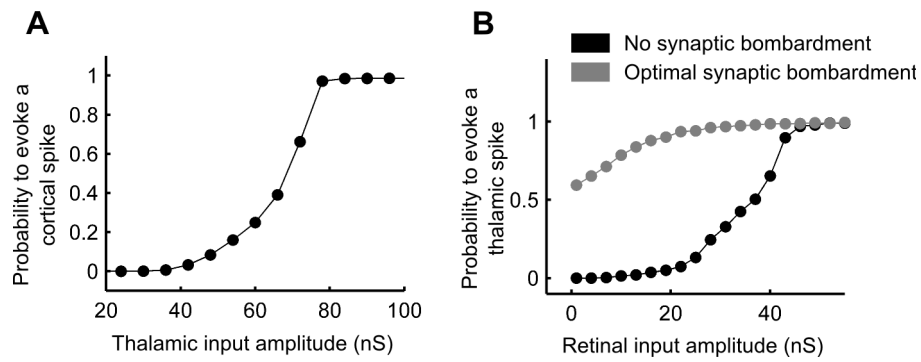 A
Probability to evoke a
cortical spike
1
0.8
0.6
0.4
0.2
0
20 40 60 80 100
Thalamic input amplitude (nS)
B
No synaptic bombardment
Optimal synaptic bombardment
Probability to evoke a
thalamic spike
1
0.5
0
0 20 40
Retinal input amplitude (nS)